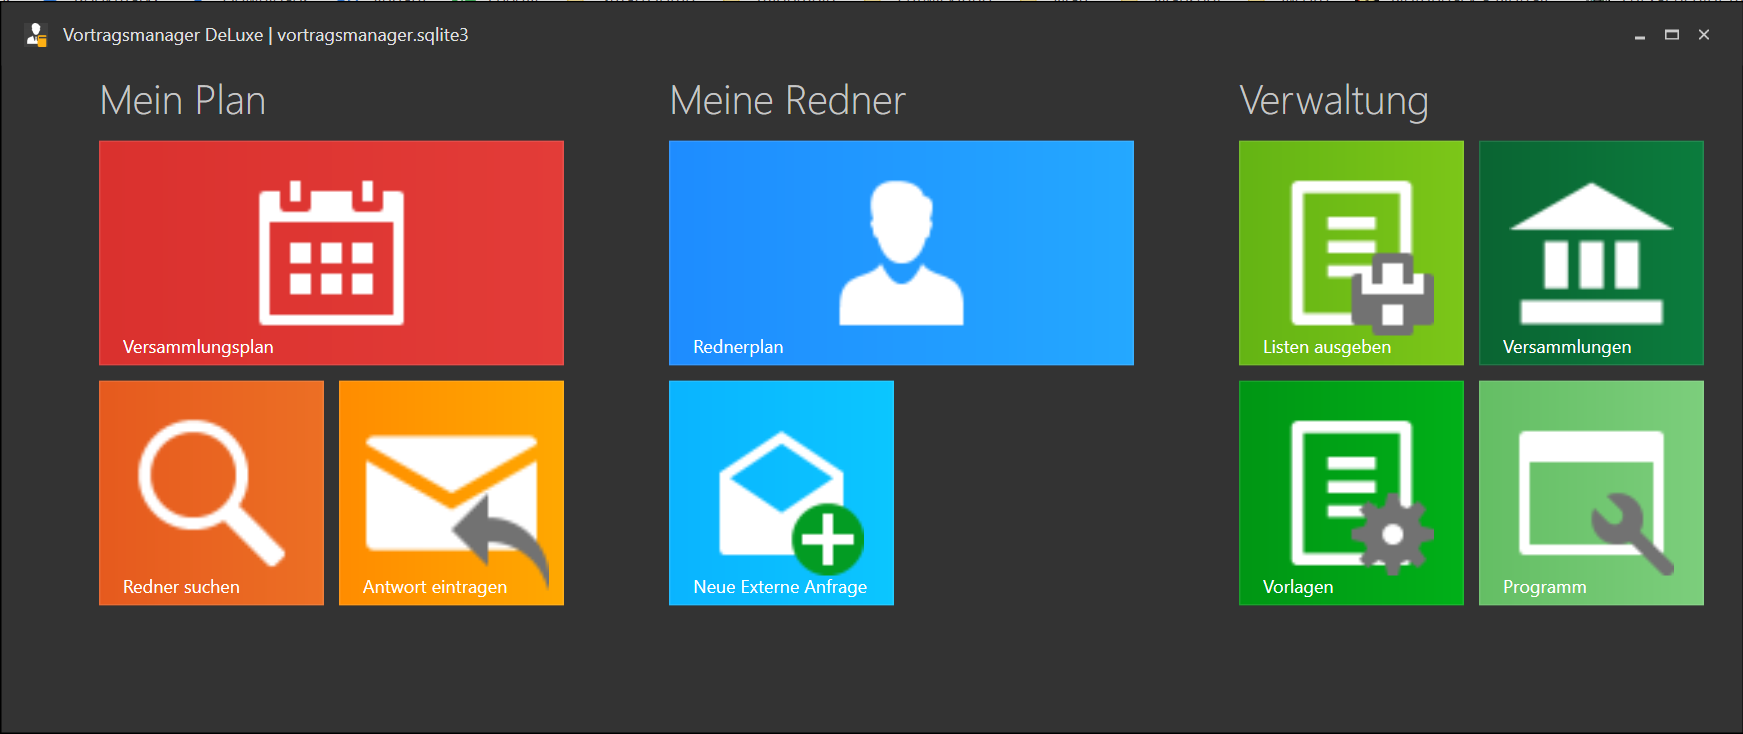 Vortragsmanager DeLuxe | vortragsmanager.sqlite3
Mein Plan
Versammlungsplan
Redner suchen
Antwort eintragen
Meine Redner
Rednerplan
Neue Externe Anfrage
Verwaltung
Listen ausgeben
Versammlungen
Vorlagen
Programm